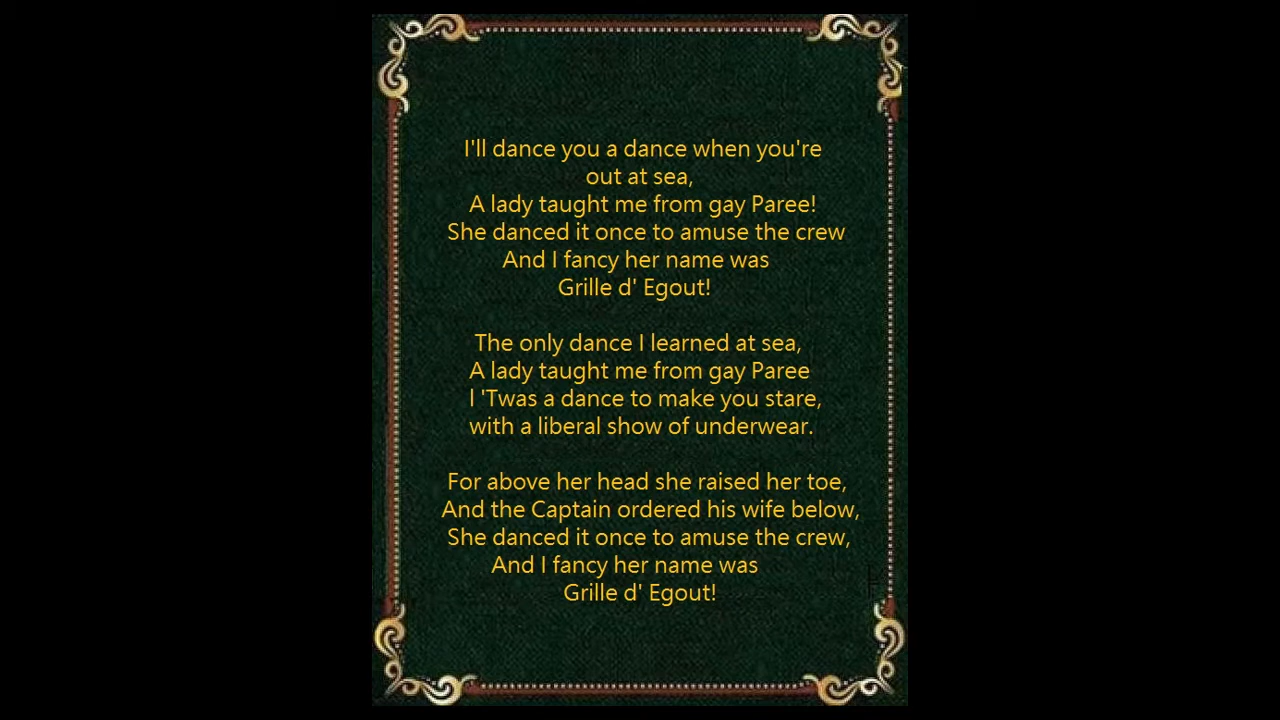 I'll dance you a dance when you're
out at sea,
A lady taught me from gay Paree!
She danced it once to amuse the crew
And I fancy her name was
Grille d' Egout!
The only dance I learned at sea,
A lady taught me from gay Paree
l 'Twas a dance to make you stare,
with a liberal show of underwear.
For above her head she raised her toe,
And the Captain ordered his wife below,
She danced it once to amuse the crew,
And I fancy her name was
Grille d' Egout!